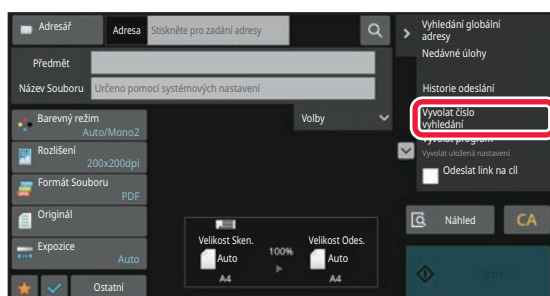 Adresář
Adresa
Stiskněte pro zadání adresy
Předmět
Název Souboru
Určeno pomocí systémových nastavení
Barevný režim
Auto/Mono2
Rozlišení
200x200dpi
Formát Souboru
PDF
Originál
Expozice
Auto
Ostatní
Volby
Velikost Sken.
Auto
A4
100%
Velikost Odes.
Auto
A4
Vyhledání globální
adresy
Nedávné úlohy
Historie odeslání
Vyvolat číslo
vyhledání
Vyvolat program
Vyvolat uložená nastavení
Odeslat link na cíl
Náhled
CA
Start